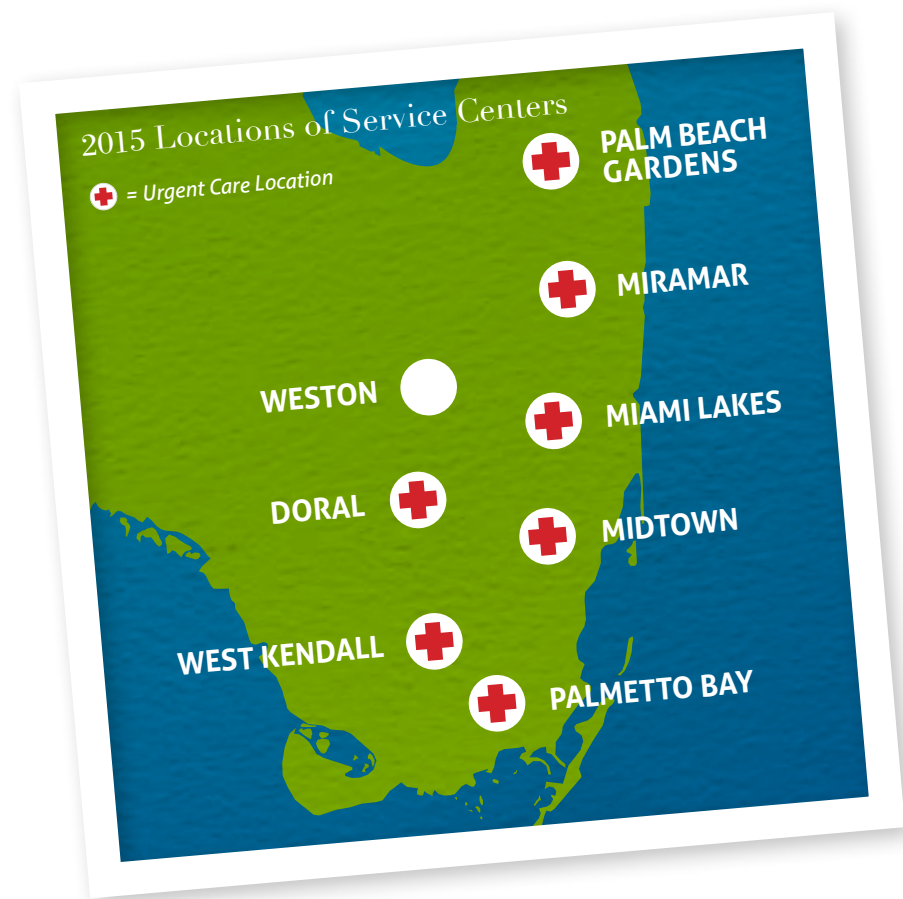 2015 Locations of Service Centers
= Urgent Care Location
PALM BEACH
GARDENS
MIRAMAR
WESTON
MIAMI LAKES
DORAL
MIDTOWN
WEST KENDALL
PALMETTO BAY